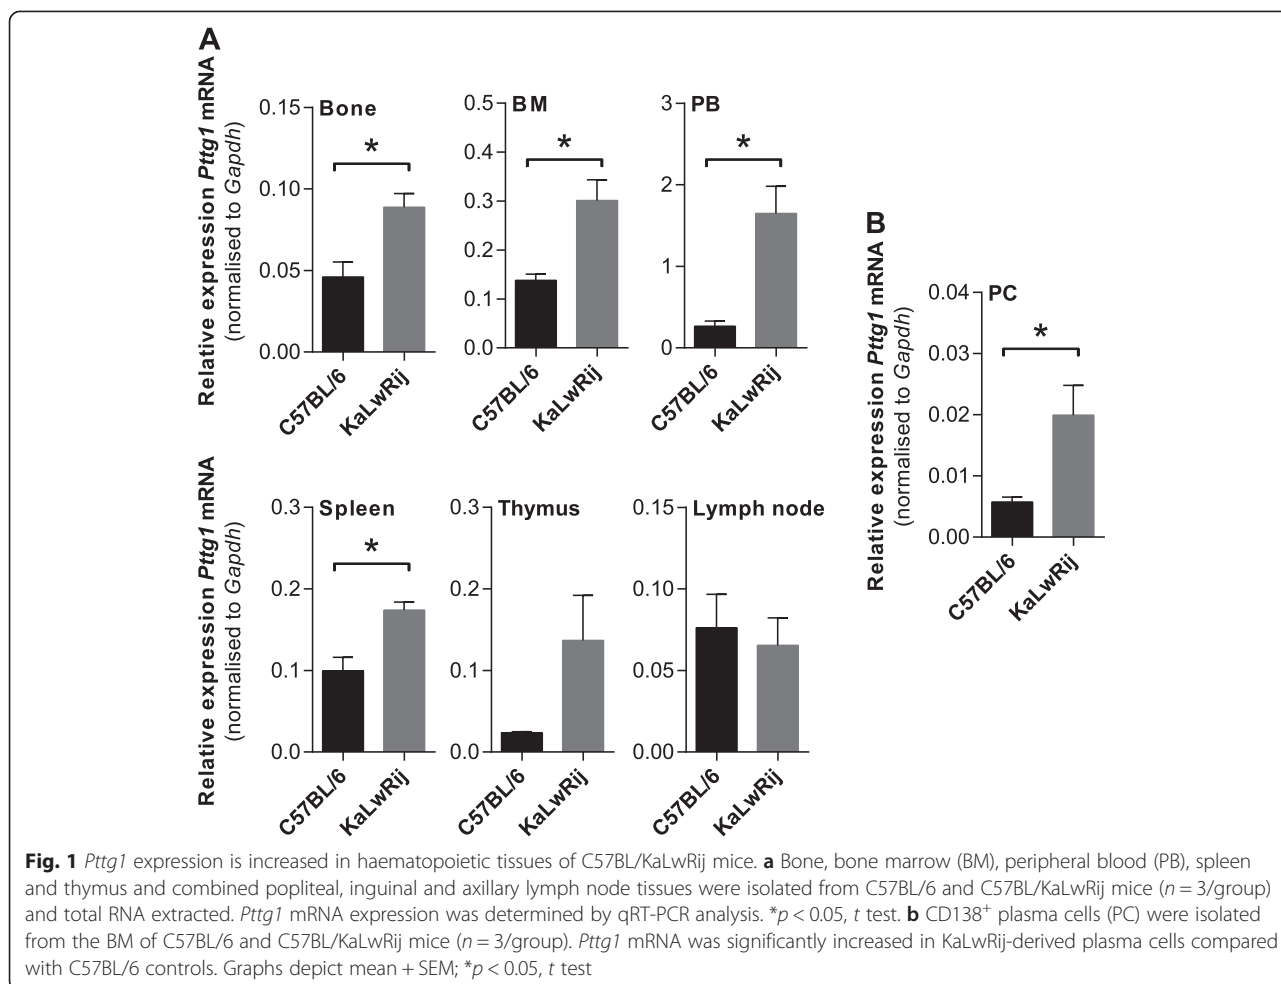 A
Relative expression Pttg1 mRNA
(normalised to Gapdh)
Bone
0.15
0.10
0.05
0.00
*
C57BL/6
KaLwRij
BM
0.5
0.4
0.3
0.2
0.1
0.0
*
C57BL/6
KaLwRij
PB
3
2
1
0
*
C57BL/6
KaLwRij
Relative expression Pttg1 mRNA
(normalised to Gapdh)
Spleen
0.3
0.2
0.1
0.0
*
C57BL/6
KaLwRij
Thymus
0.3
0.2
0.1
0.0
C57BL/6
KaLwRij
Lymph node
0.15
0.10
0.05
0.00
C57BL/6
KaLwRij
B
Relative expression Pttg1 mRNA
(normalised to Gapdh)
PC
0.04
0.03
0.02
0.01
0.00
*
C57BL/6
KaLwRij
Fig. 1 Pttg1 expression is increased in haematopoietic tissues of C57BL/KaLwRij mice. a Bone, bone marrow (BM), peripheral blood (PB), spleen
and thymus and combined popliteal, inguinal and axillary lymph node tissues were isolated from C57BL/6 and C57BL/KaLwRij mice (n = 3/group)
and total RNA extracted. Pttg1 mRNA expression was determined by qRT-PCR analysis. *p < 0.05, t test. b CD138⁺ plasma cells (PC) were isolated
from the BM of C57BL/6 and C57BL/KaLwRij mice (n = 3/group). Pttg1 mRNA was significantly increased in KaLwRij-derived plasma cells compared
with C57BL/6 controls. Graphs depict mean + SEM; *p < 0.05, t test